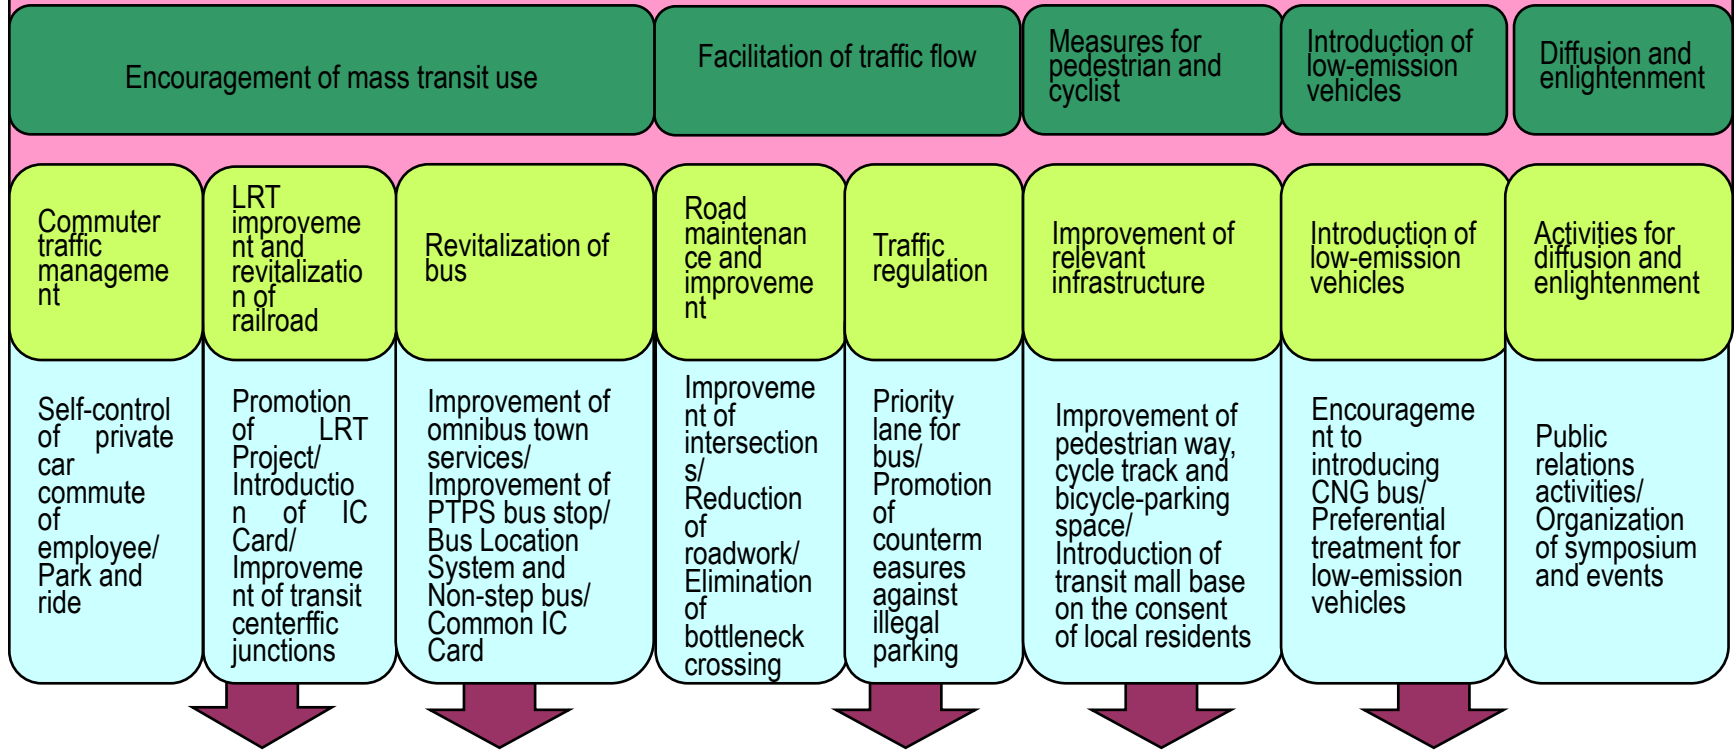 Encouragement of mass transit use
Facilitation of traffic flow
Measures for
pedestrian and
cyclist
Introduction of
low-emission
vehicles
Diffusion and
enlightenment
Commuter
traffic
manageme
nt
LRT
improveme
nt and
revitalizatio
n of
railroad
Revitalization of
bus
Road
maintenan
ce and
improveme
nt
Traffic
regulation
Improvement of
relevant
infrastructure
Introduction of
low-emission
vehicles
Activities for
diffusion and
enlightenment
Self-control
of private
car
commute
of
employee/
Park and
ride
Promotion
of LRT
Project/
Introductio
n of IC
Card/
Improveme
nt of transit
centerffic
junctions
Improvement of
omnibus town
services/
Improvement of
PTPS bus stop/
Bus Location
System and
Non-step bus/
Common IC
Card
Improveme
nt of
intersection
s/
Reduction
of
roadwork/
Elimination
of
bottleneck
crossing
Priority
lane for
bus/
Promotion
of
counterm
easures
against
illegal
parking
Improvement of
pedestrian way,
cycle track and
bicycle-parking
space/
Introduction of
transit mall base
on the consent
of local residents
Encourageme
nt to
introducing
CNG bus/
Preferential
treatment for
low-emission
vehicles
Public
relations
activities/
Organization
of symposium
and events